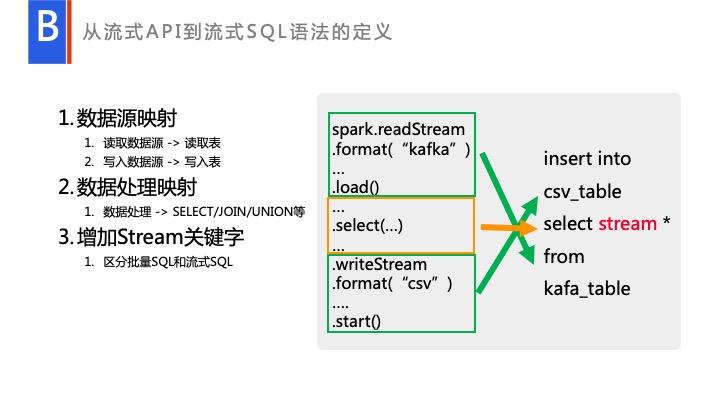 B
从流式API到流式SQL语法的定义
1.数据源映射
1. 读取数据源 -> 读取表
2. 写入数据源 -> 写入表
2.数据处理映射
1. 数据处理 -> SELECT/JOIN/UNION等
3.增加Stream关键字
1. 区分批量SQL和流式SQL
spark.readStream
.format(“kafka”)
...
.load()
...
.select(...)
...
.writeStream
.format(“csv”)
....
.start()
insert into
csv_table
select stream *
from
kafa_table